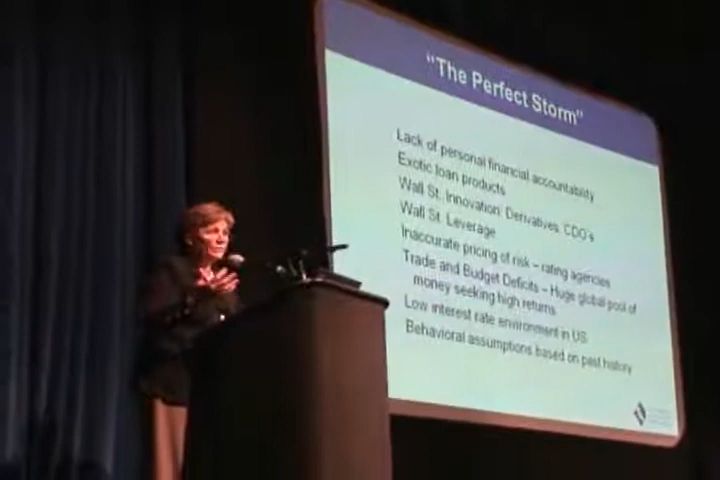 "The Perfect Storm"
Lack of personal financial accountability
Exotic loan products
Wall St. Innovation: Derivatives, CDO's
Wall St. Leverage
Inaccurate pricing of risk – rating agencies
Trade and Budget Deficits – Huge global pool of
money seeking high returns
Low interest rate environment in US
Behavioral assumptions based on past history